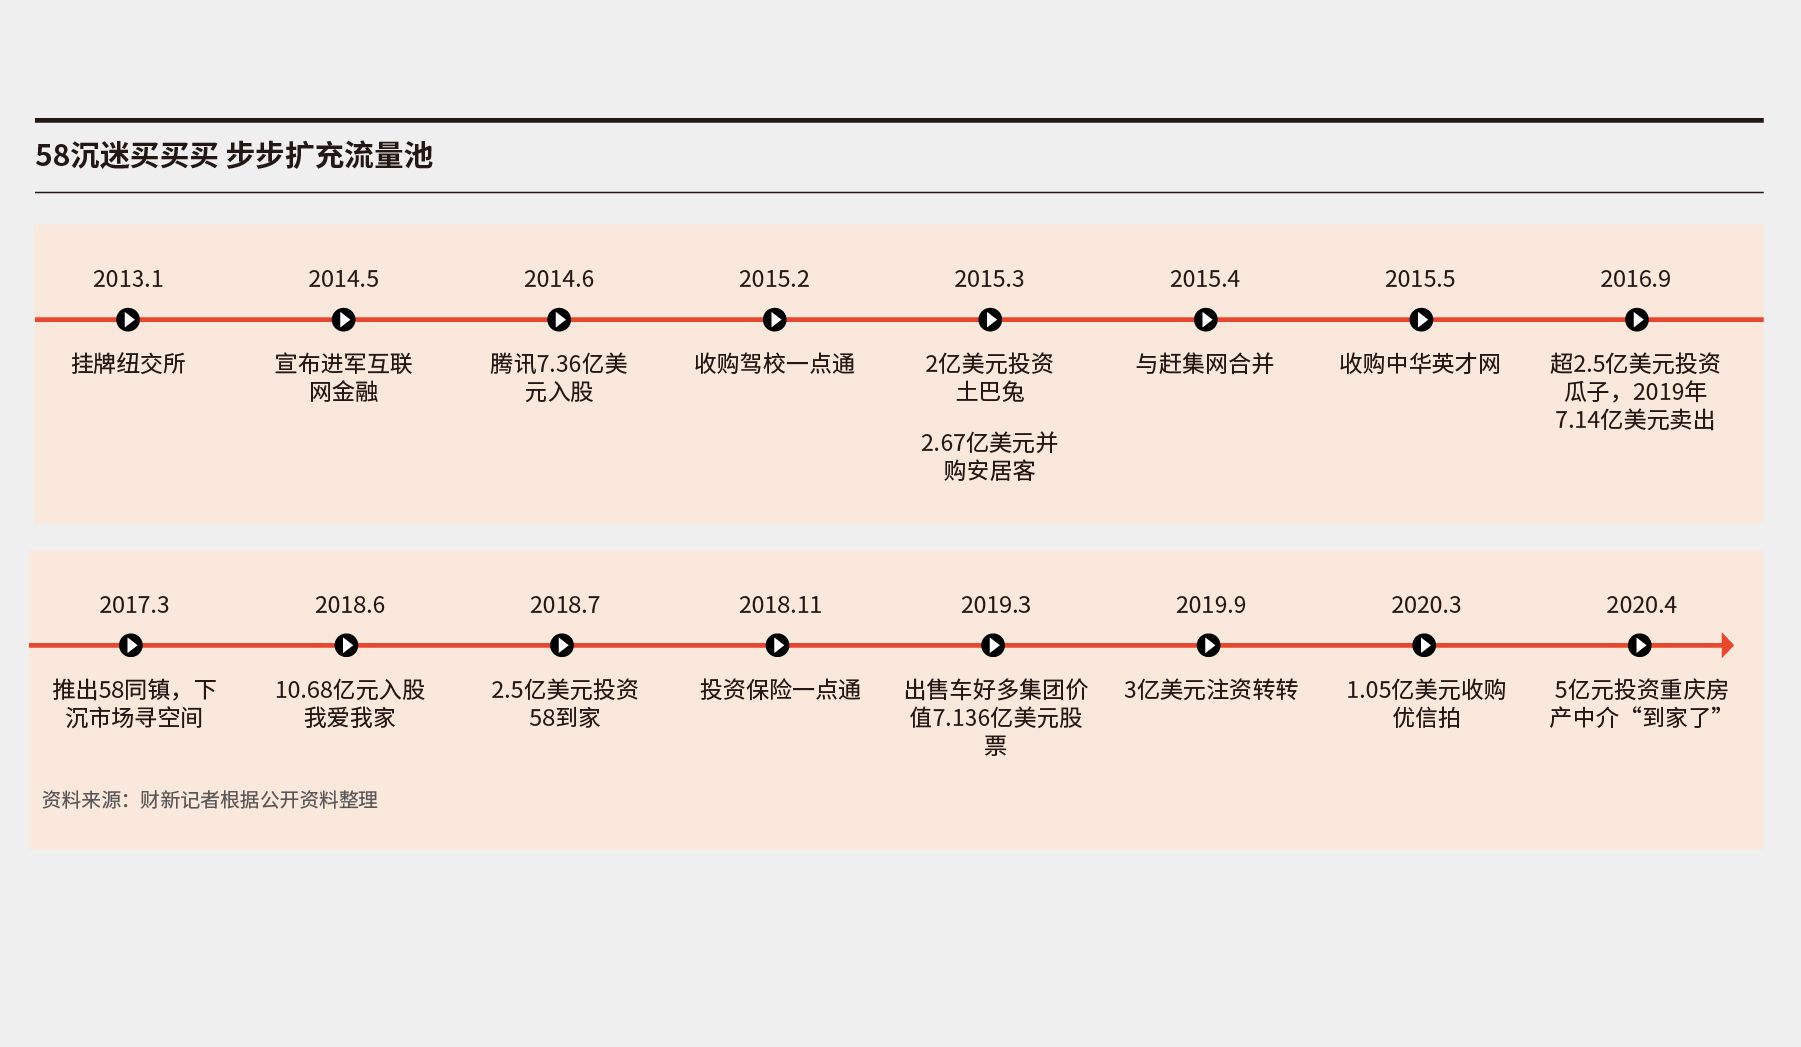 58沉迷买买买 步步扩充流量池
2013.1
挂牌纽交所
2014.5
宣布进军互联
网金融
2014.6
腾讯7.36亿美
元入股
2015.2
收购驾校一点通
2015.3
2亿美元投资
土巴兔
2.67亿美元并
购安居客
2015.4
与赶集网合并
2015.5
收购中华英才网
2016.9
超2.5亿美元投资
瓜子，2019年
7.14亿美元卖出
2017.3
推出58同镇，下
沉市场寻空间
2018.6
10.68亿元入股
我爱我家
2018.7
2.5亿美元投资
58到家
2018.11
投资保险一点通
2019.3
出售车好多集团价
值7.136亿美元股
票
2019.9
3亿美元注资转转
2020.3
1.05亿美元收购
优信拍
2020.4
5亿元投资重庆房
产中介“到家了”
资料来源：财新记者根据公开资料整理